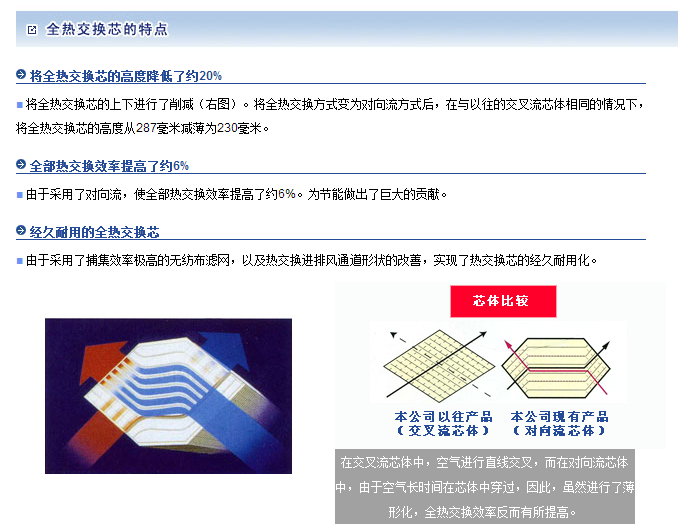 全热交换芯的特点
将全热交换芯的高度降低了约20%
将全热交换芯的上下进行了削减（右图）。将全热交换方式变为对向流方式后，在与以往的交叉流芯体相同的情况下，
将全热交换芯的高度从287毫米减薄为230毫米。
全部热交换效率提高了约6%
由于采用了对向流，使全部热交换效率提高了约6%。为节能做出了巨大的贡献。
经久耐用的全热交换芯
由于采用了捕集效率极高的无纺布滤网，以及热交换进排风通道形状的改善，实现了热交换芯的经久耐用化。
芯体比较
本公司以往产品
（交叉流芯体）
本公司现有产品
（对向流芯体）
在交叉流芯体中，空气进行直线交叉，而在对向流芯体
中，由于空气长时间在芯体中穿过，因此，虽然进行了薄
形化，全热交换效率反而有所提高。